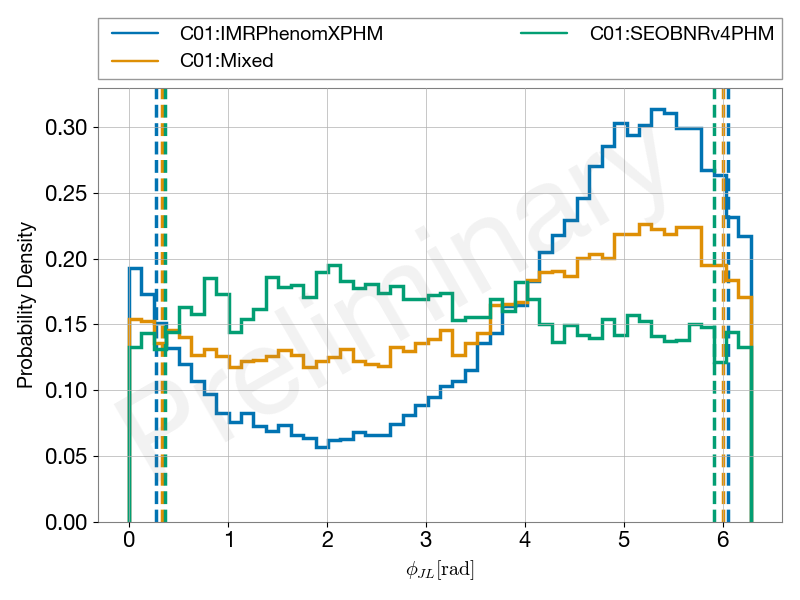 C01:IMRPhenomXPHM
C01:Mixed
C01:SEOBNRv4PHM
0.30
0.25
0.20
0.15
0.10
0.05
0.00
Probability Density
Preliminary
0 1 2 3 4 5 6
ϕ_JL[rad]